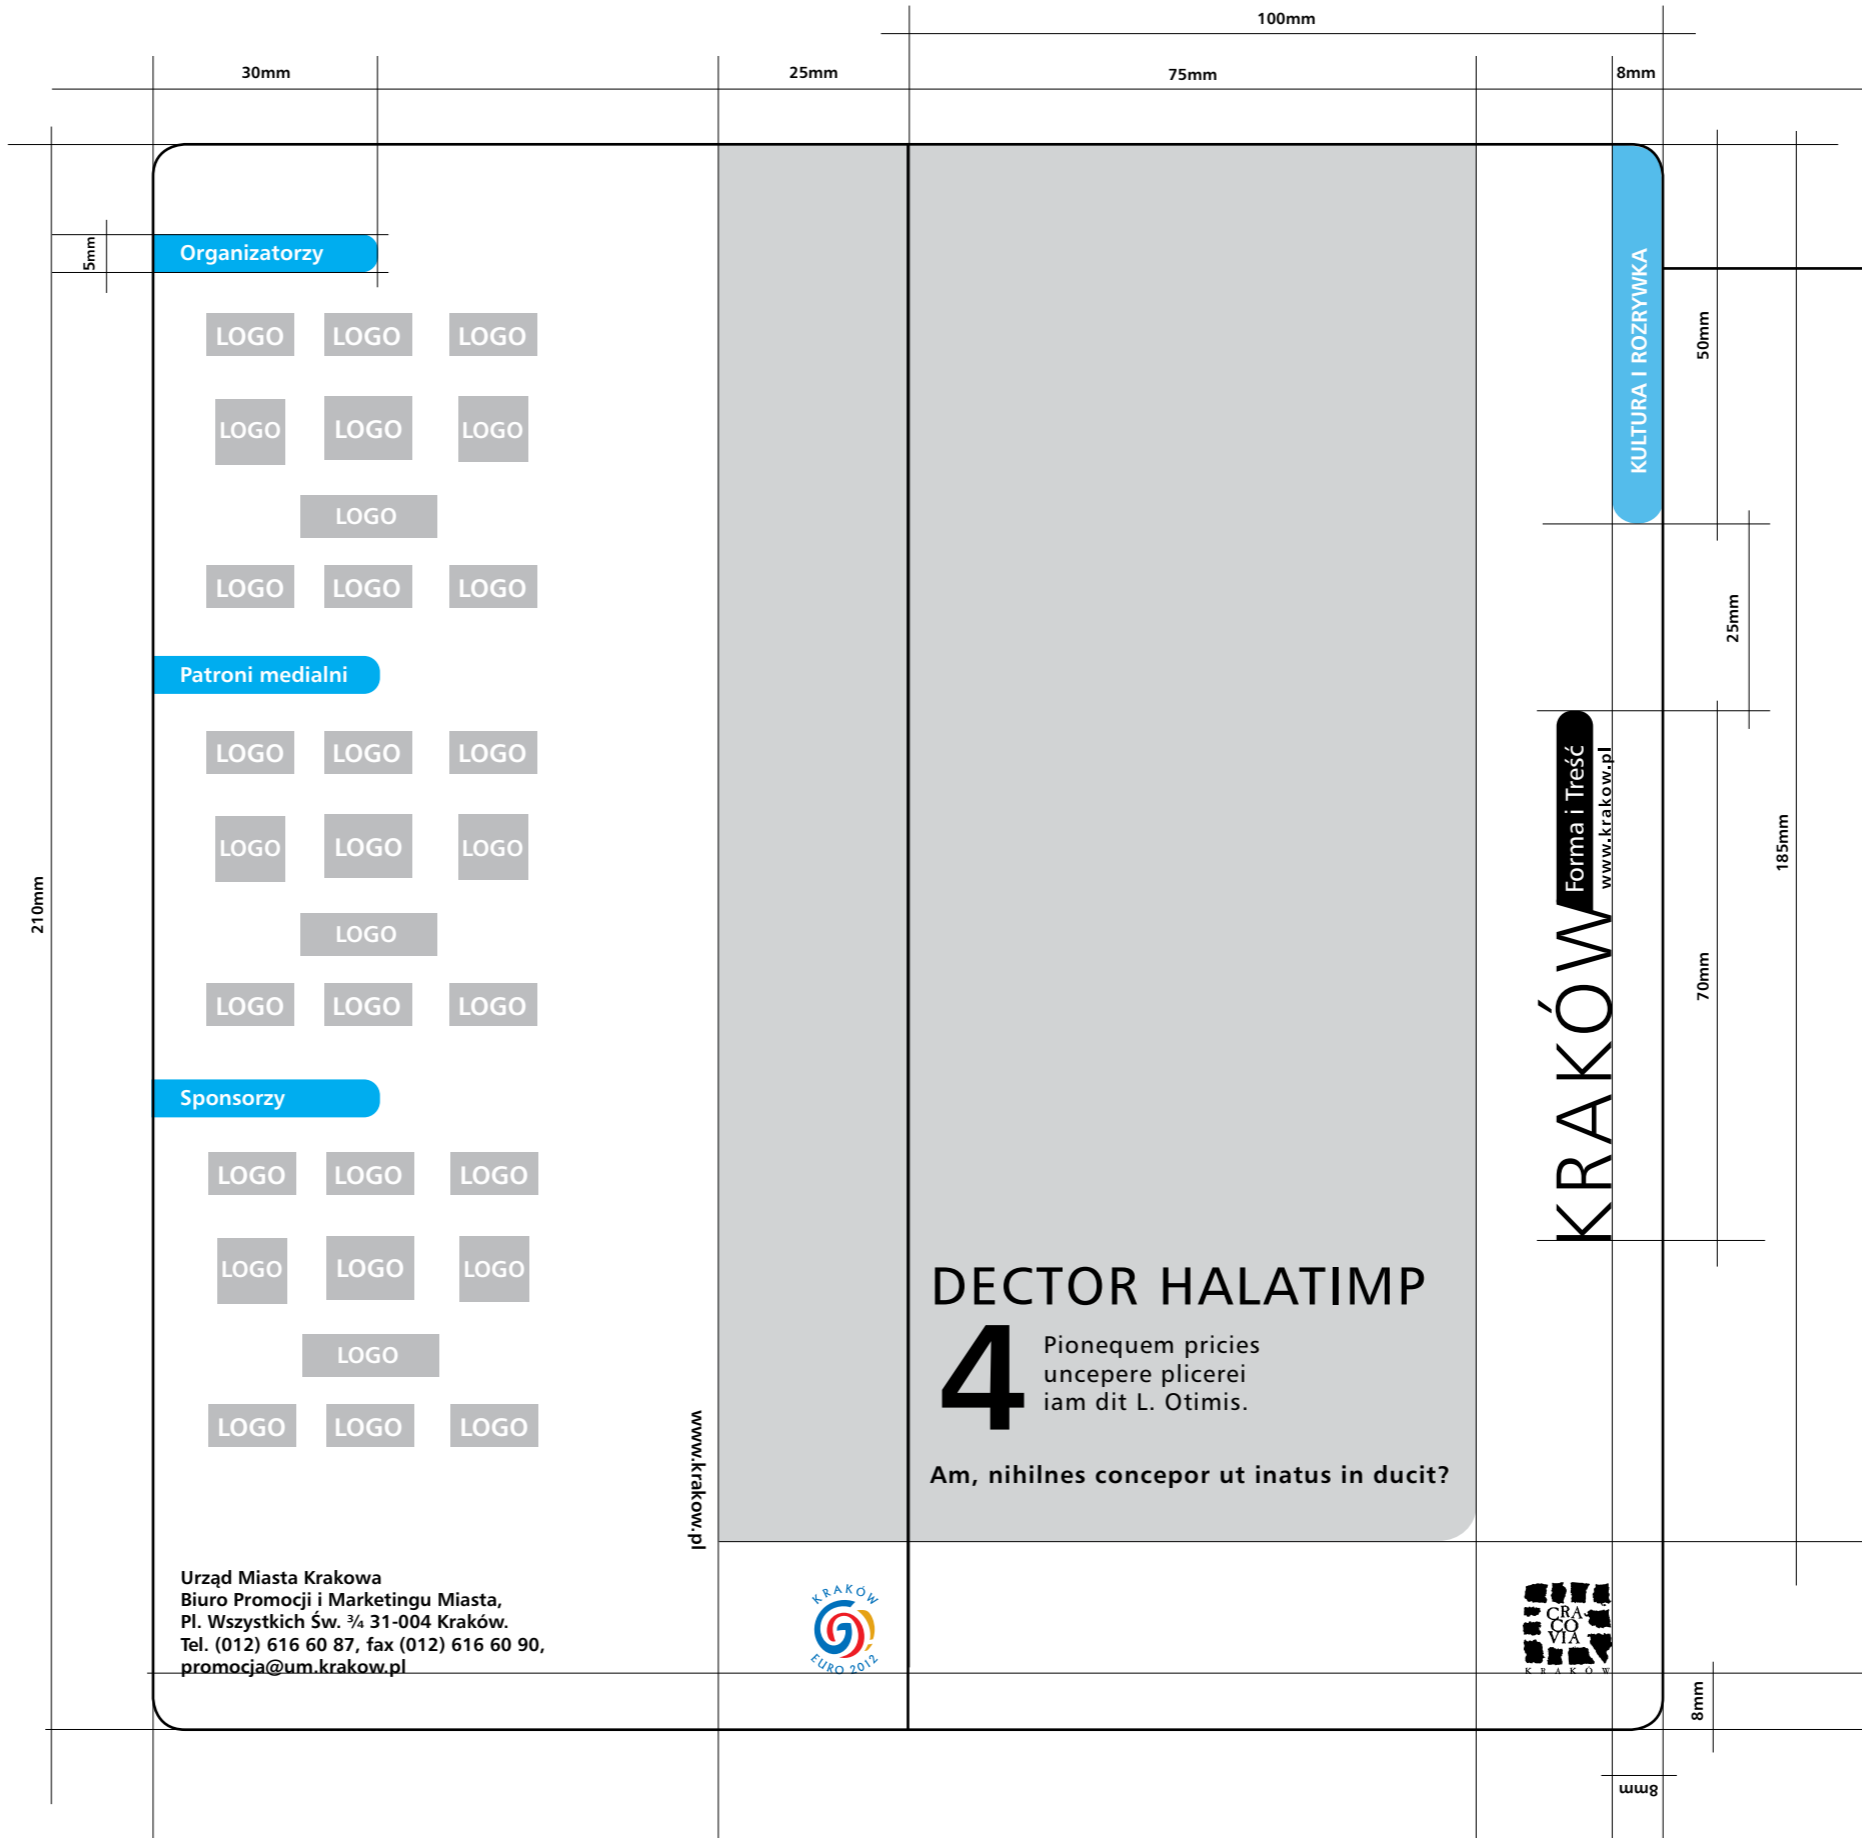 100mm
30mm
25mm
75mm
8mm
5mm
Organizatorzy
LOGO LOGO LOGO
LOGO LOGO LOGO
LOGO
LOGO LOGO LOGO
Patroni medialni
LOGO LOGO LOGO
LOGO LOGO LOGO
LOGO
LOGO LOGO LOGO
Sponsorzy
LOGO LOGO LOGO
LOGO LOGO LOGO
LOGO
LOGO LOGO LOGO
210mm
www.krakow.pl
Urząd Miasta Krakowa
Biuro Promocji i Marketingu Miasta,
Pl. Wszystkich Św. ¾ 31-004 Kraków.
Tel. (012) 616 60 87, fax (012) 616 60 90,
promocja@um.krakow.pl
KRAKÓW
EURO 2012
DECTOR HALATIMP
4
Pionequem pricies
uncepere plicerei
iam dit L. Otimis.
Am, nihilnes concepor ut inatus in ducit?
KULTURA I ROZRYWKA
KRAKÓW
Forma i Treść
www.krakow.pl
CRA
CO
VIA
KRAKÓW
50mm
25mm
70mm
185mm
8mm
8mm